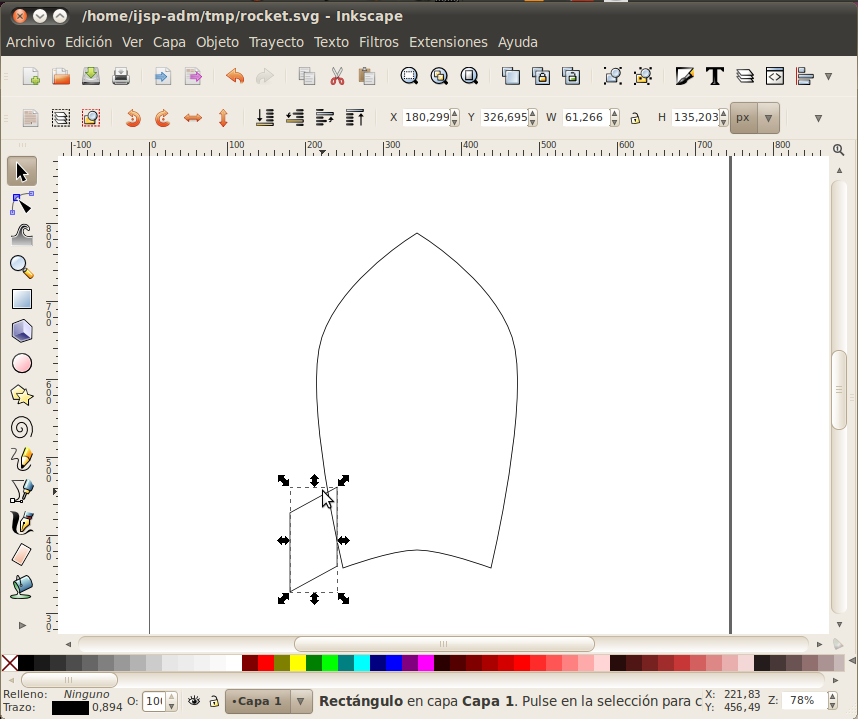 /home/ijsp-adm/tmp/rocket.svg - Inkscape
Archivo Edición Ver Capa Objeto Trayecto Texto Filtros Extensiones Ayuda
X 180,299 Y 326,695 W 61,266 H 135,203 px
-100 0 100 200 300 400 500 600 700 800
800
700
600
500
400
30
Relleno: Ninguno
Trazo: 0,894
O: 100
•Capa 1
Rectángulo en capa Capa 1. Pulse en la selección para c
X: 221,83
Y: 456,49
Z: 78%